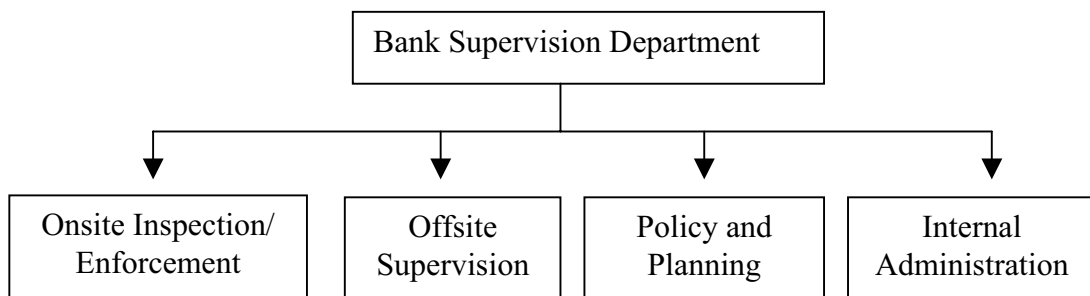 Bank Supervision Department
Onsite Inspection/
Enforcement
Offsite
Supervision
Policy and
Planning
Internal
Administration